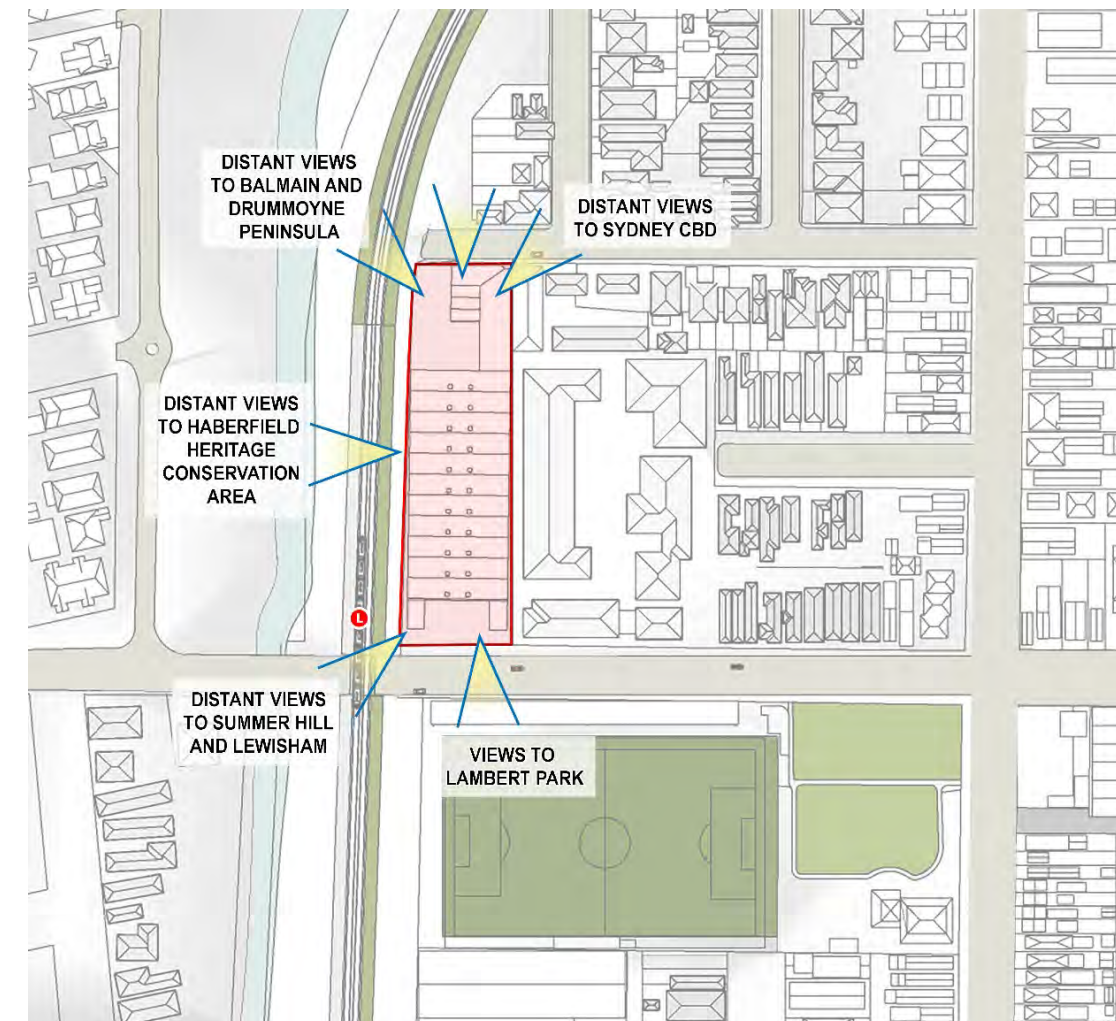 DISTANT VIEWS
TO BALMAIN AND
DRUMMOYNE
PENINSULA
DISTANT VIEWS
TO SYDNEY CBD
DISTANT VIEWS
TO HABERFIELD
HERITAGE
CONSERVATION
AREA
L
DISTANT VIEWS
TO SUMMER HILL
AND LEWISHAM
VIEWS TO
LAMBERT PARK